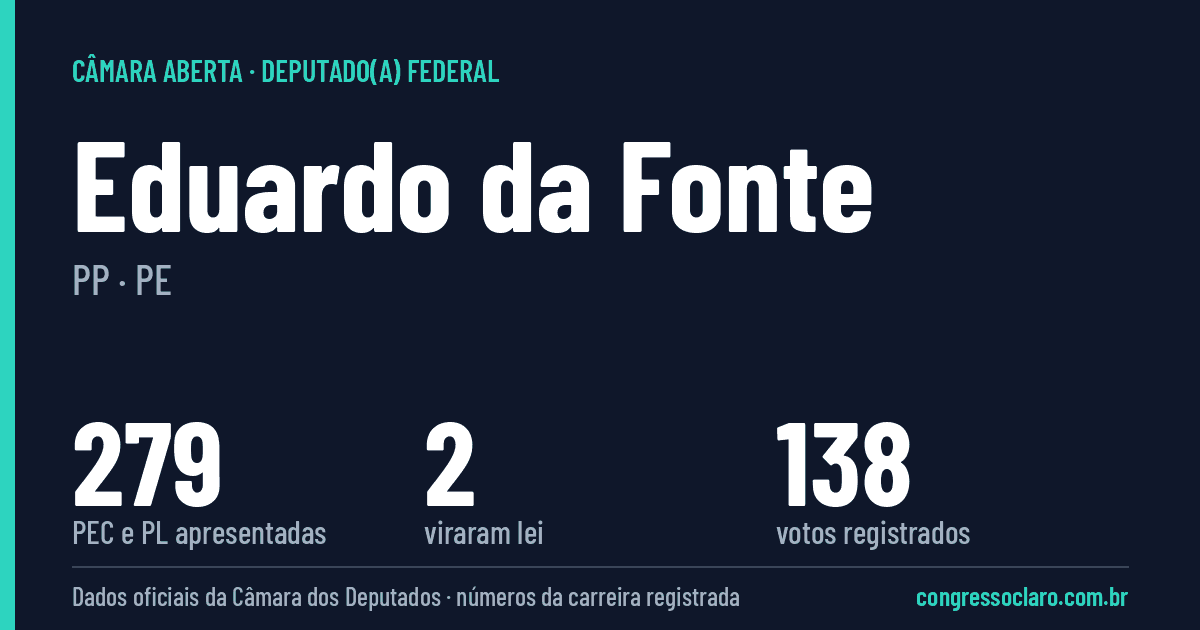 CÂMARA ABERTA · DEPUTADO(A) FEDERAL
Eduardo da Fonte
PP · PE
279 2 138
PEC e PL apresentadas viraram lei votos registrados
Dados oficiais da Câmara dos Deputados · números da carreira registrada congressoclaro.com.br